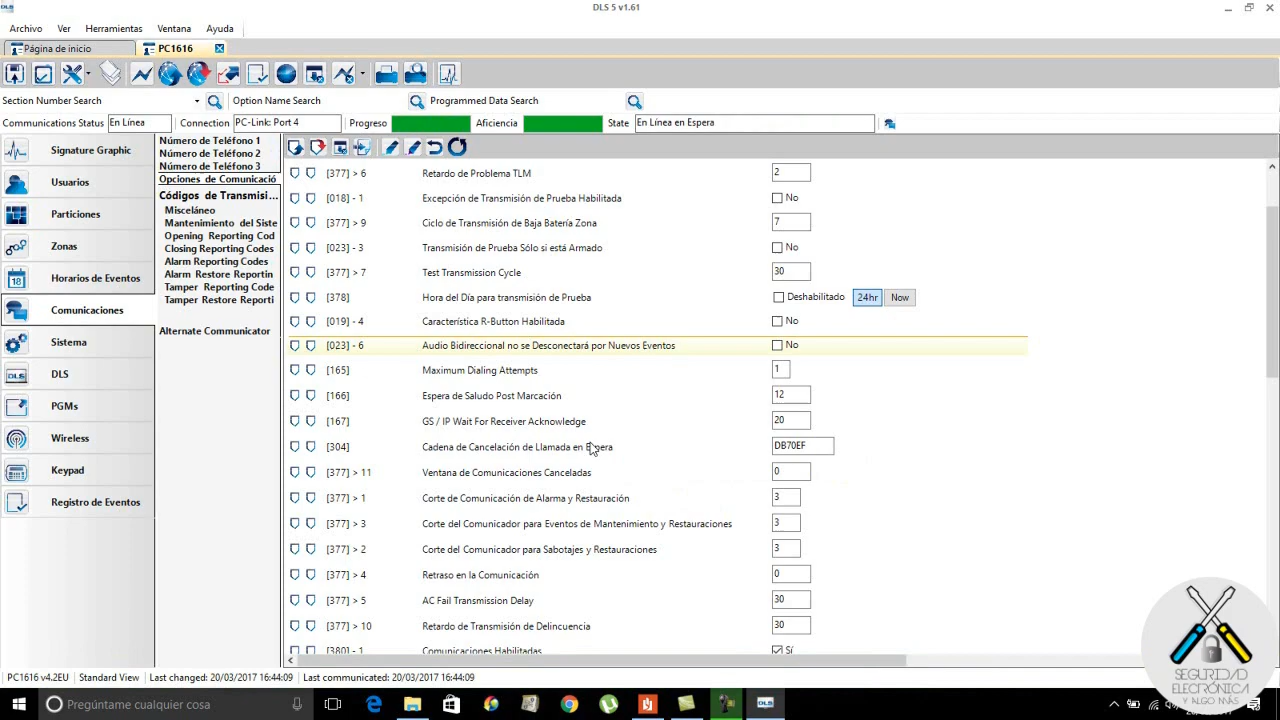 DLS 5 v1.61
Archivo Ver Herramientas Ventana Ayuda
Página de inicio PC1616
Section Number Search Option Name Search Programmed Data Search
Communications Status En Línea Connection PC-Link: Port 4 Progreso Aficiencia State En Línea en Espera
Signature Graphic
Usuarios
Particiones
Zonas
Horarios de Eventos
18
Comunicaciones
Sistema
DLS
DLS
PGMs
Wireless
Keypad
Registro de Eventos
Número de Teléfono 1
Número de Teléfono 2
Número de Teléfono 3
Opciones de Comunicació
Códigos de Transmisi...
Misceláneo
Mantenimiento del Siste
Opening Reporting Cod
Closing Reporting Codes
Alarm Reporting Codes
Alarm Restore Reportin
Tamper Reporting Code
Tamper Restore Reporti
Alternate Communicator
[377] > 6 Retardo de Problema TLM 2
[018] - 1 Excepción de Transmisión de Prueba Habilitada No
[377] > 9 Ciclo de Transmisión de Baja Batería Zona 7
[023] - 3 Transmisión de Prueba Sólo si está Armado No
[377] > 7 Test Transmission Cycle 30
[378] Hora del Día para transmisión de Prueba Deshabilitado 24hr Now
[019] - 4 Característica R-Button Habilitada No
[023] - 6 Audio Bidireccional no se Desconectará por Nuevos Eventos No
[165] Maximum Dialing Attempts 1
[166] Espera de Saludo Post Marcación 12
[167] GS / IP Wait For Receiver Acknowledge 20
[304] Cadena de Cancelación de Llamada en Espera DB70EF
[377] > 11 Ventana de Comunicaciones Canceladas 0
[377] > 1 Corte de Comunicación de Alarma y Restauración 3
[377] > 3 Corte del Comunicador para Eventos de Mantenimiento y Restauraciones 3
[377] > 2 Corte del Comunicador para Sabotajes y Restauraciones 3
[377] > 4 Retraso en la Comunicación 0
[377] > 5 AC Fail Transmission Delay 30
[377] > 10 Retardo de Transmisión de Delincuencia 30
[380] - 1 Comunicaciones Habilitadas Sí
PC1616 v4.2EU Standard View Last changed: 20/03/2017 16:44:09 Last communicated: 20/03/2017 16:44:09
Pregúntame cualquier cosa
DLS
SEGURIDAD
ELECTRÓNICA
Y ALGO MÁS